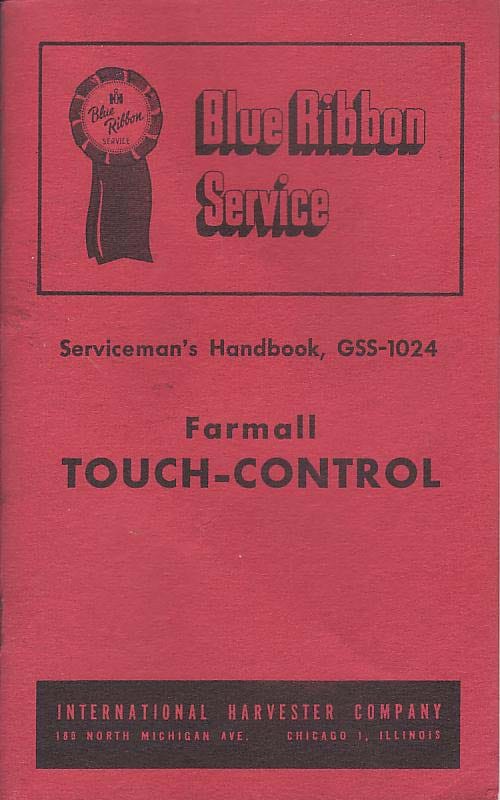 IH
Blue
Ribbon
SERVICE
Blue Ribbon
Service
Serviceman's Handbook, GSS-1024
Farmall
TOUCH-CONTROL
INTERNATIONAL HARVESTER COMPANY
180 NORTH MICHIGAN AVE. CHICAGO 1, ILLINOIS